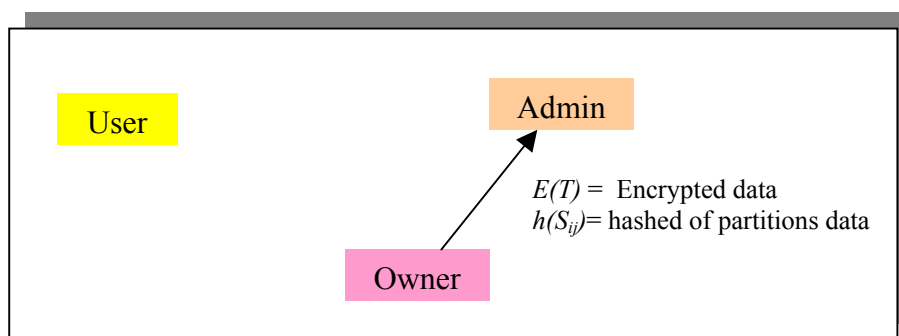 User
Admin
E(T) = Encrypted data
h(Sij)= hashed of partitions data
Owner